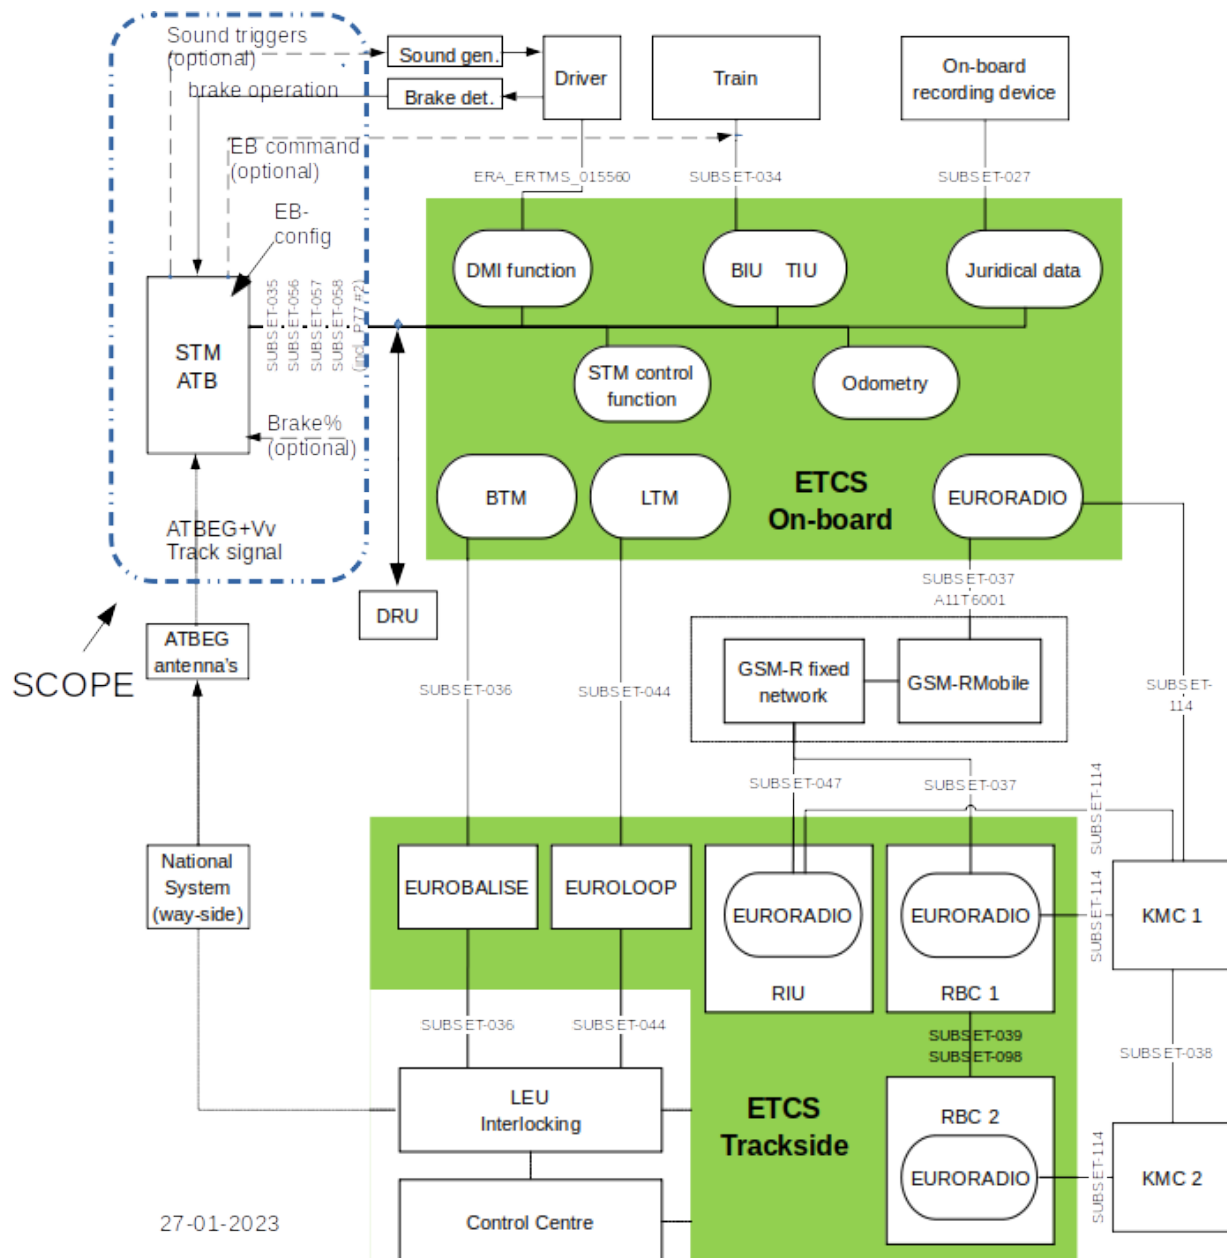 Sound triggers
(optional)
Sound gen.
Driver
Train
On-board
recording device
brake operation
Brake det.
EB command
(optional)
ERA_ERTMS_015560
SUBSET-034
SUBSET-027
EB-
config
DMI function
BIU TIU
Juridical data
SUBSET-035
SUBSET-056
SUBSET-057
SUBSET-058
(incl. P77 #2)
STM
ATB
STM control
function
Odometry
Brake%
(optional)
BTM
LTM
ETCS
On-board
EURORADIO
ATBEG+Vv
Track signal
SUBSET-037
A11T6001
DRU
ATBEG
antenna's
SCOPE
GSM-R fixed
network
GSM-RMobile
SUBSET-036
SUBSET-044
SUBSET-
114
SUBSET-047
SUBSET-037
SUBSET-114
National
System
(way-side)
EUROBALISE
EUROLOOP
EURORADIO
EURORADIO
SUBSET-114
KMC 1
RIU
RBC 1
SUBSET-036
SUBSET-044
SUBSET-039
SUBSET-098
SUBSET-038
LEU
Interlocking
ETCS
Trackside
RBC 2
EURORADIO
SUBSET-114
KMC 2
27-01-2023
Control Centre